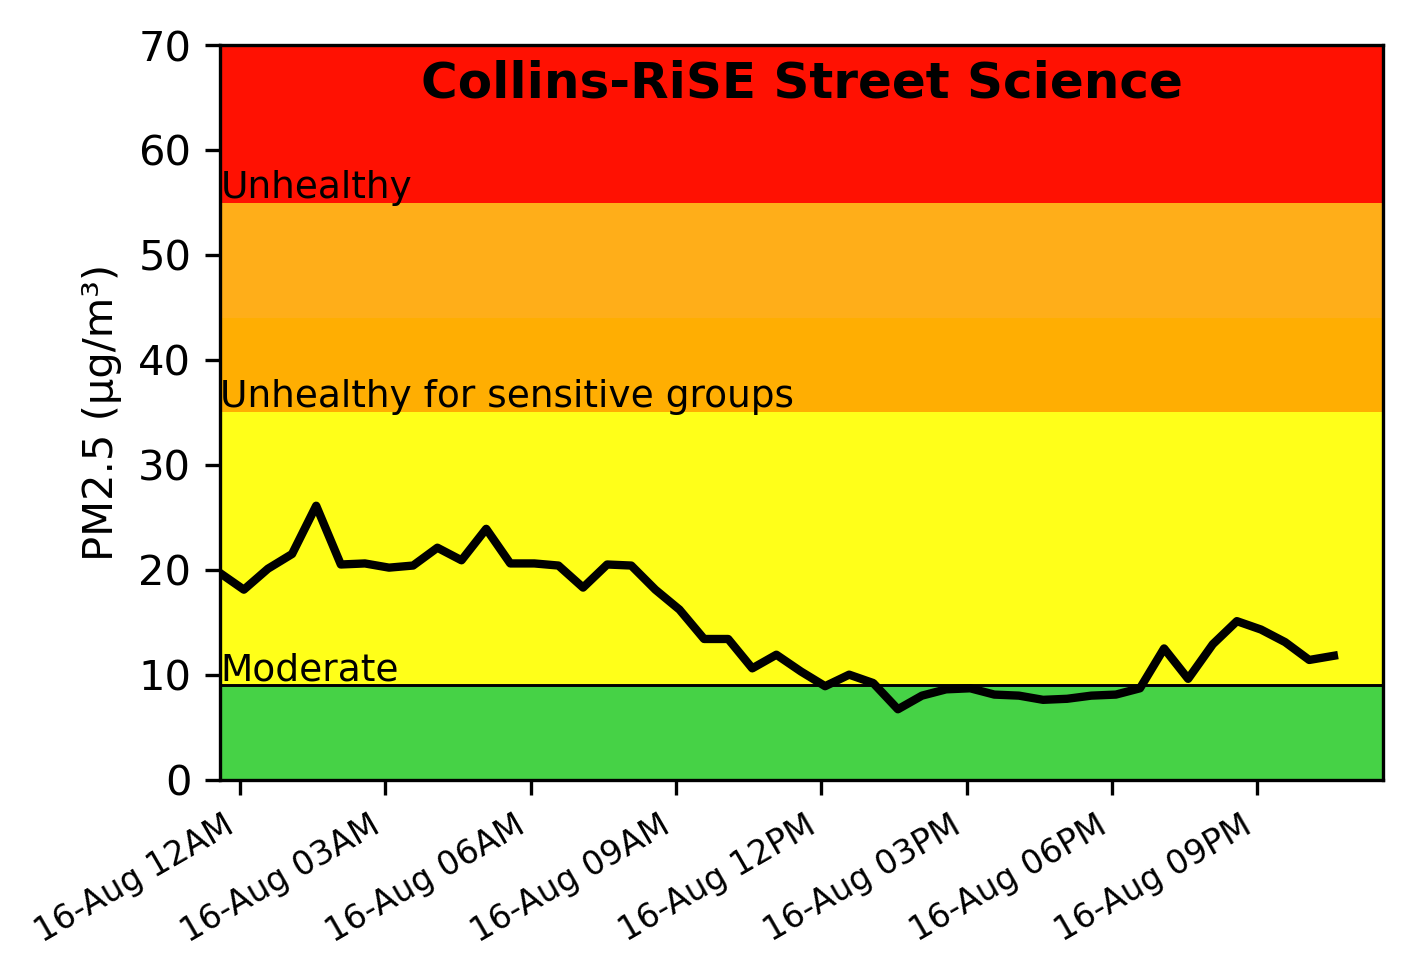 Collins-RiSE Street Science
70
60
Unhealthy
50
40
Unhealthy for sensitive groups
30
20
Moderate
10
0
PM2.5 (µg/m³)
16-Aug 12AM
16-Aug 03AM
16-Aug 06AM
16-Aug 09AM
16-Aug 12PM
16-Aug 03PM
16-Aug 06PM
16-Aug 09PM